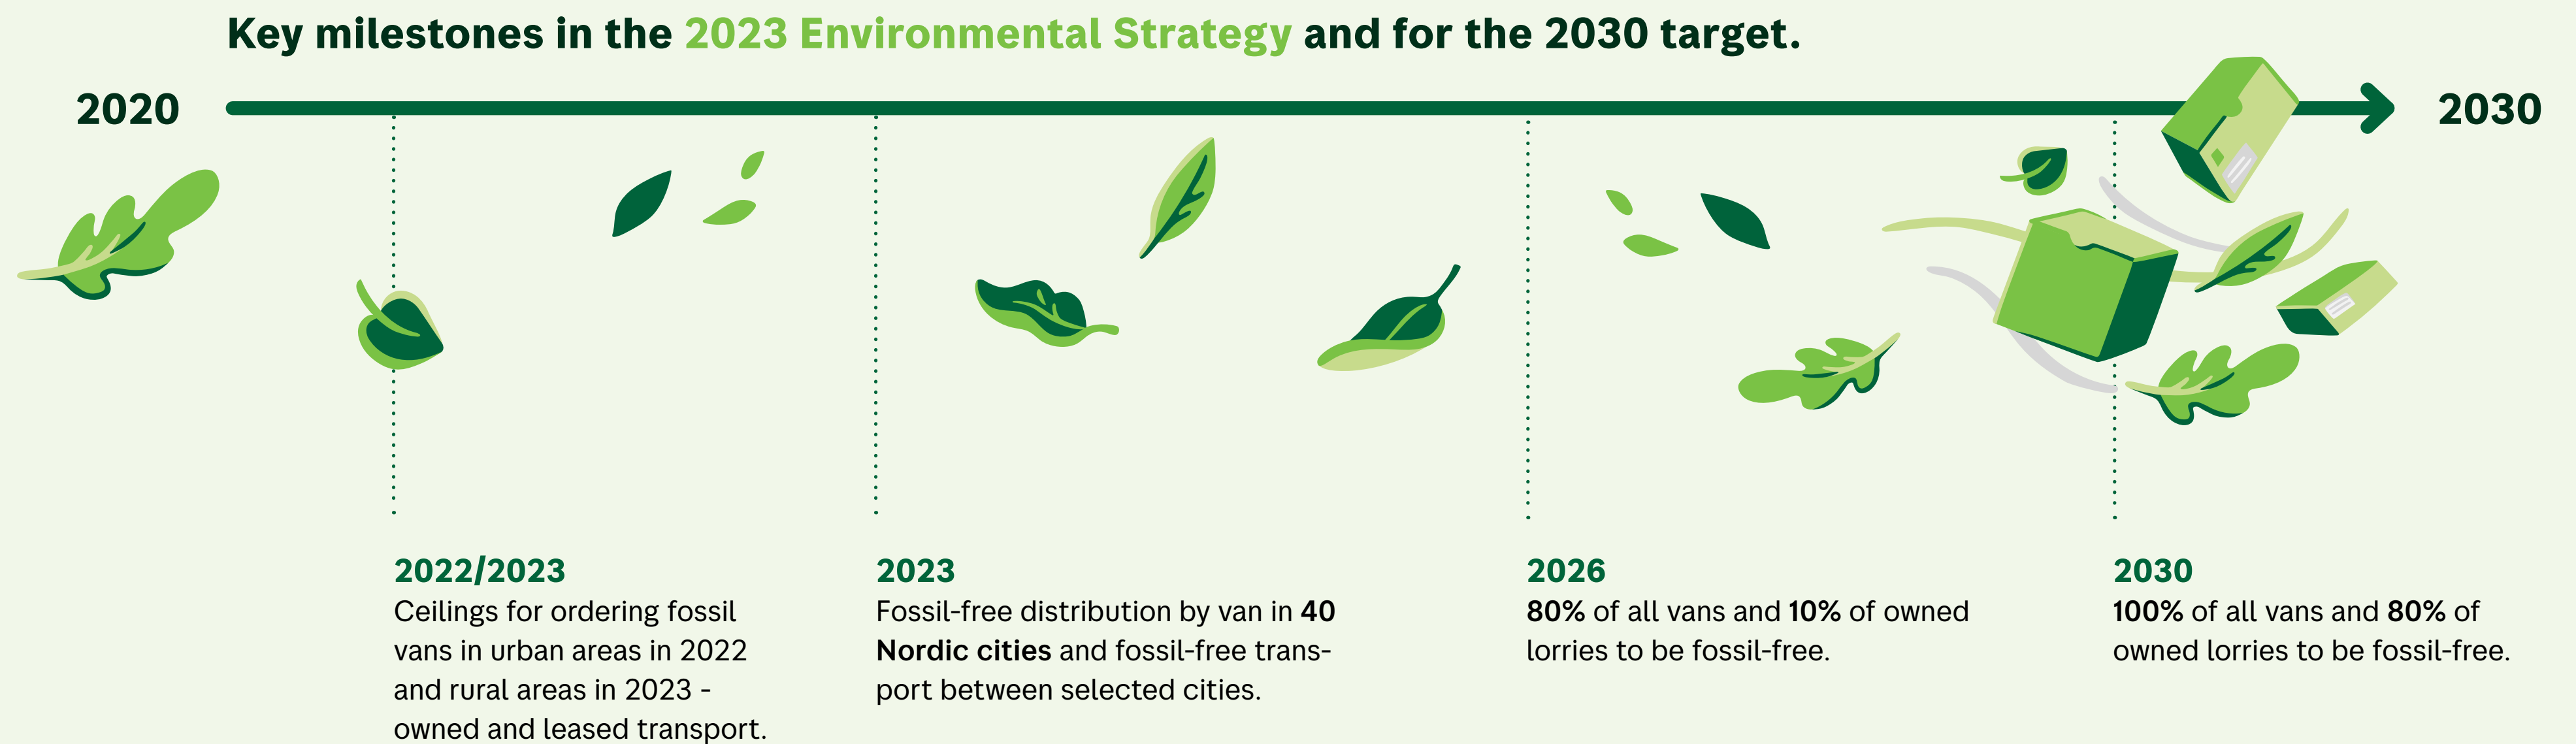 Key milestones in the 2023 Environmental Strategy and for the 2030 target.
2020
2030
2022/2023
Ceilings for ordering fossil
vans in urban areas in 2022
and rural areas in 2023 -
owned and leased transport.
2023
Fossil-free distribution by van in 40
Nordic cities and fossil-free trans-
port between selected cities.
2026
80% of all vans and 10% of owned
lorries to be fossil-free.
2030
100% of all vans and 80% of
owned lorries to be fossil-free.